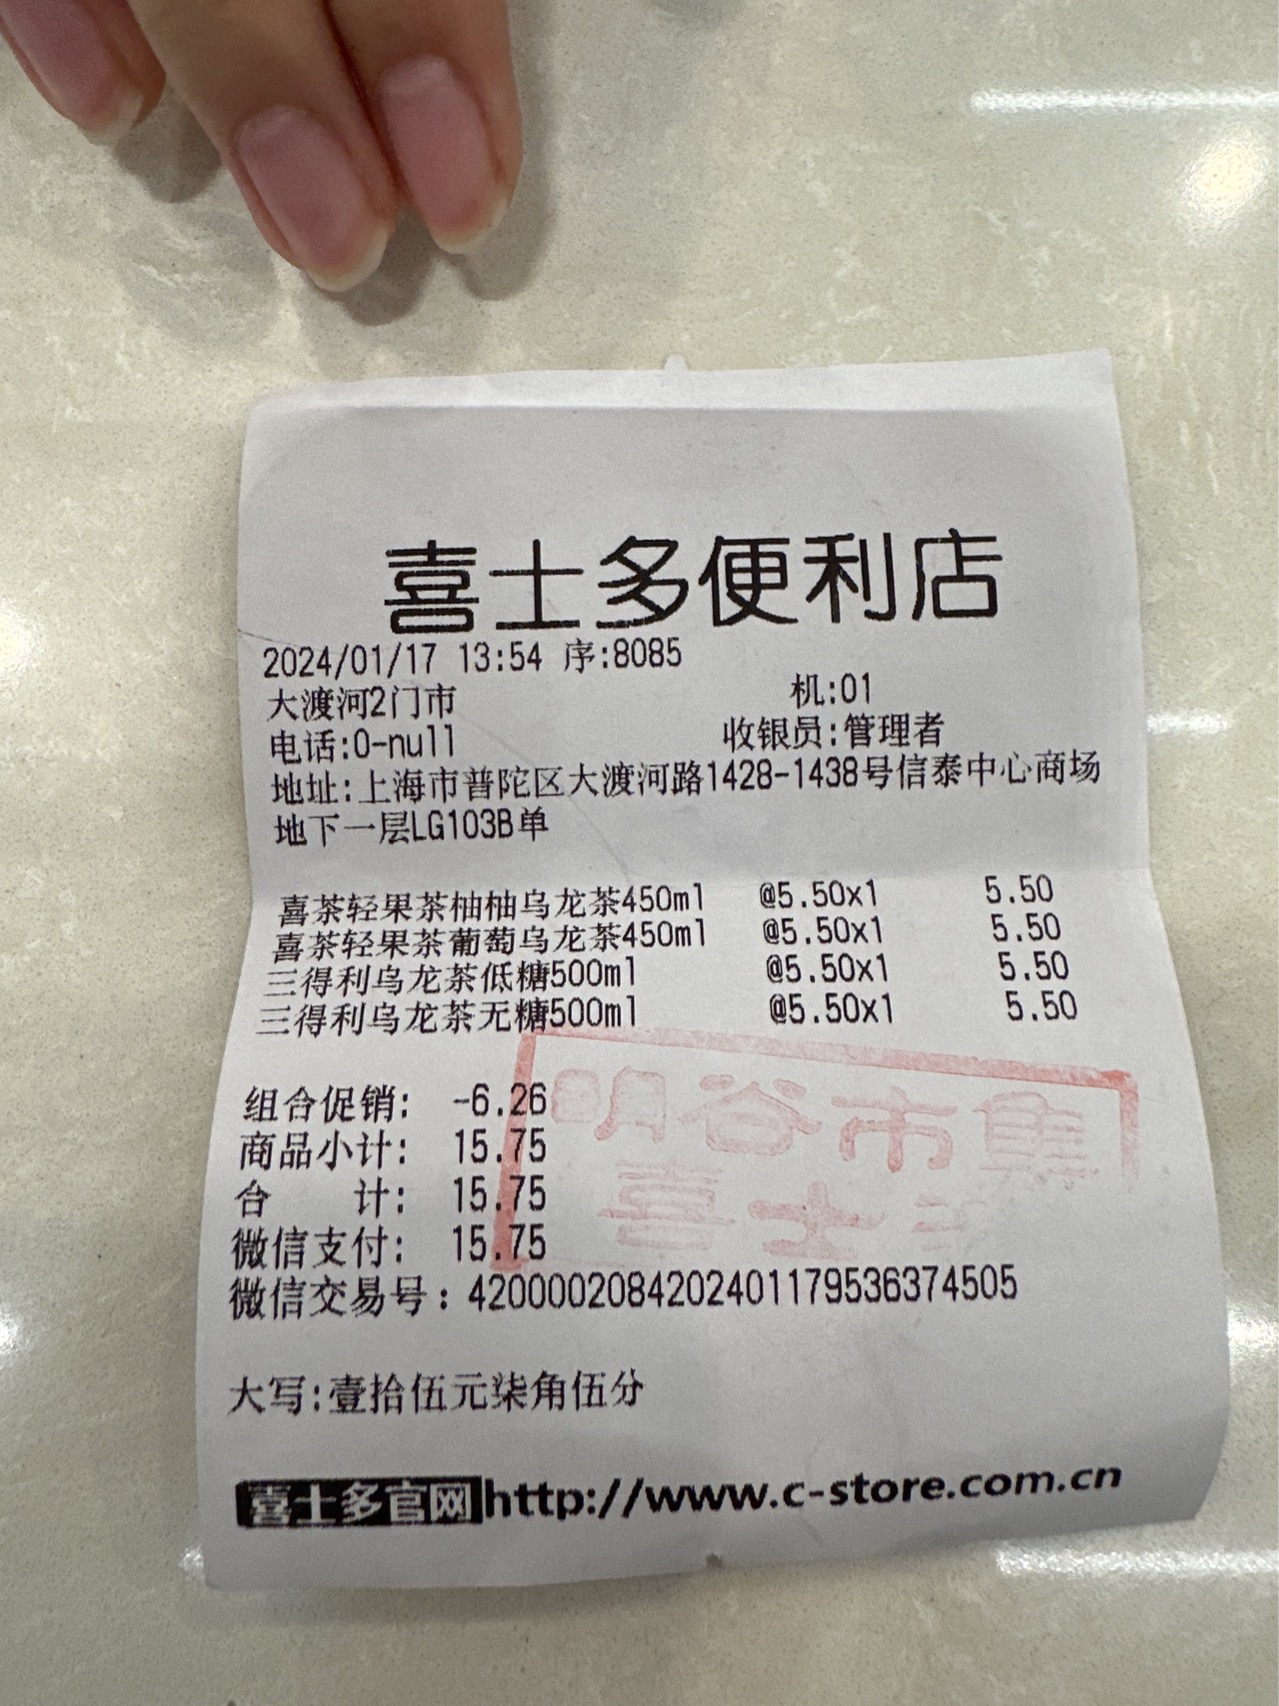 喜士多便利店
2024/01/17 13:54 序:8085
大渡河2门市 机:01
电话:0-null 收银员:管理者
地址:上海市普陀区大渡河路1428-1438号信泰中心商场
地下一层LG103B单
喜茶轻果茶柚柚乌龙茶450ml @5.50x1 5.50
喜茶轻果茶葡萄乌龙茶450ml @5.50x1 5.50
三得利乌龙茶低糖500ml @5.50x1 5.50
三得利乌龙茶无糖500ml @5.50x1 5.50
组合促销: -6.26
商品小计: 15.75
合 计: 15.75
微信支付: 15.75
微信交易号:4200002084202401179536374505
明谷市集
喜士
大写:壹拾伍元柒角伍分
喜士多官网http://www.c-store.com.cn